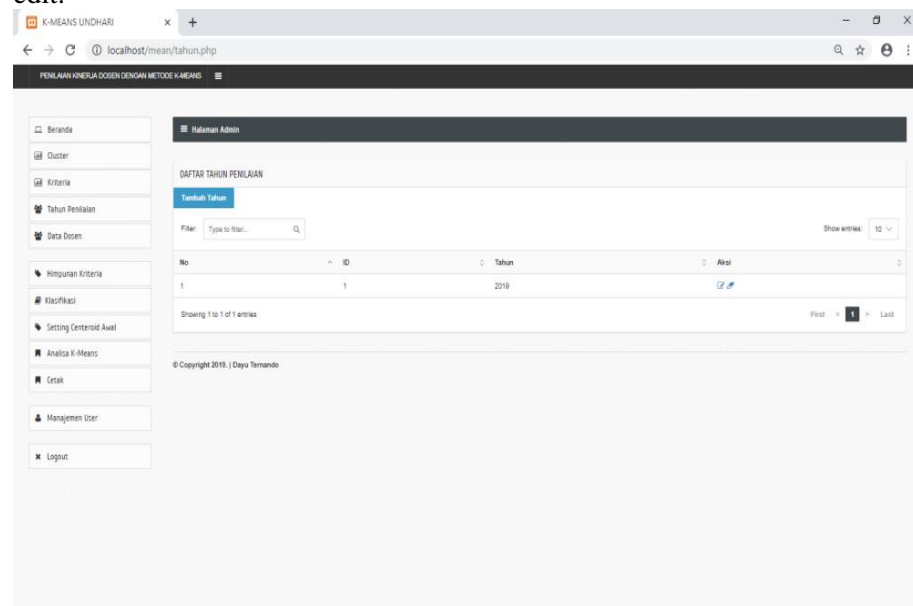 edit.
K-MEANS UNDHARI
localhost/mean/tahun.php
PENILAIAN KINERJA DOSEN DENGAN METODE K-MEANS
Beranda
Cluster
Kriteria
Tahun Penilaian
Data Dosen
Himpunan Kriteria
Klasifikasi
Setting Centeroid Awal
Analisa K-Means
Cetak
Manajemen User
Logout
Halaman Admin
DAFTAR TAHUN PENILAIAN
Tambah Tahun
Filter: Type to filter... Show entries: 10
No ID Tahun Aksi
1 1 2019
Showing 1 to 1 of 1 entries First < 1 > Last
© Copyright 2019. | Dayu Ternando